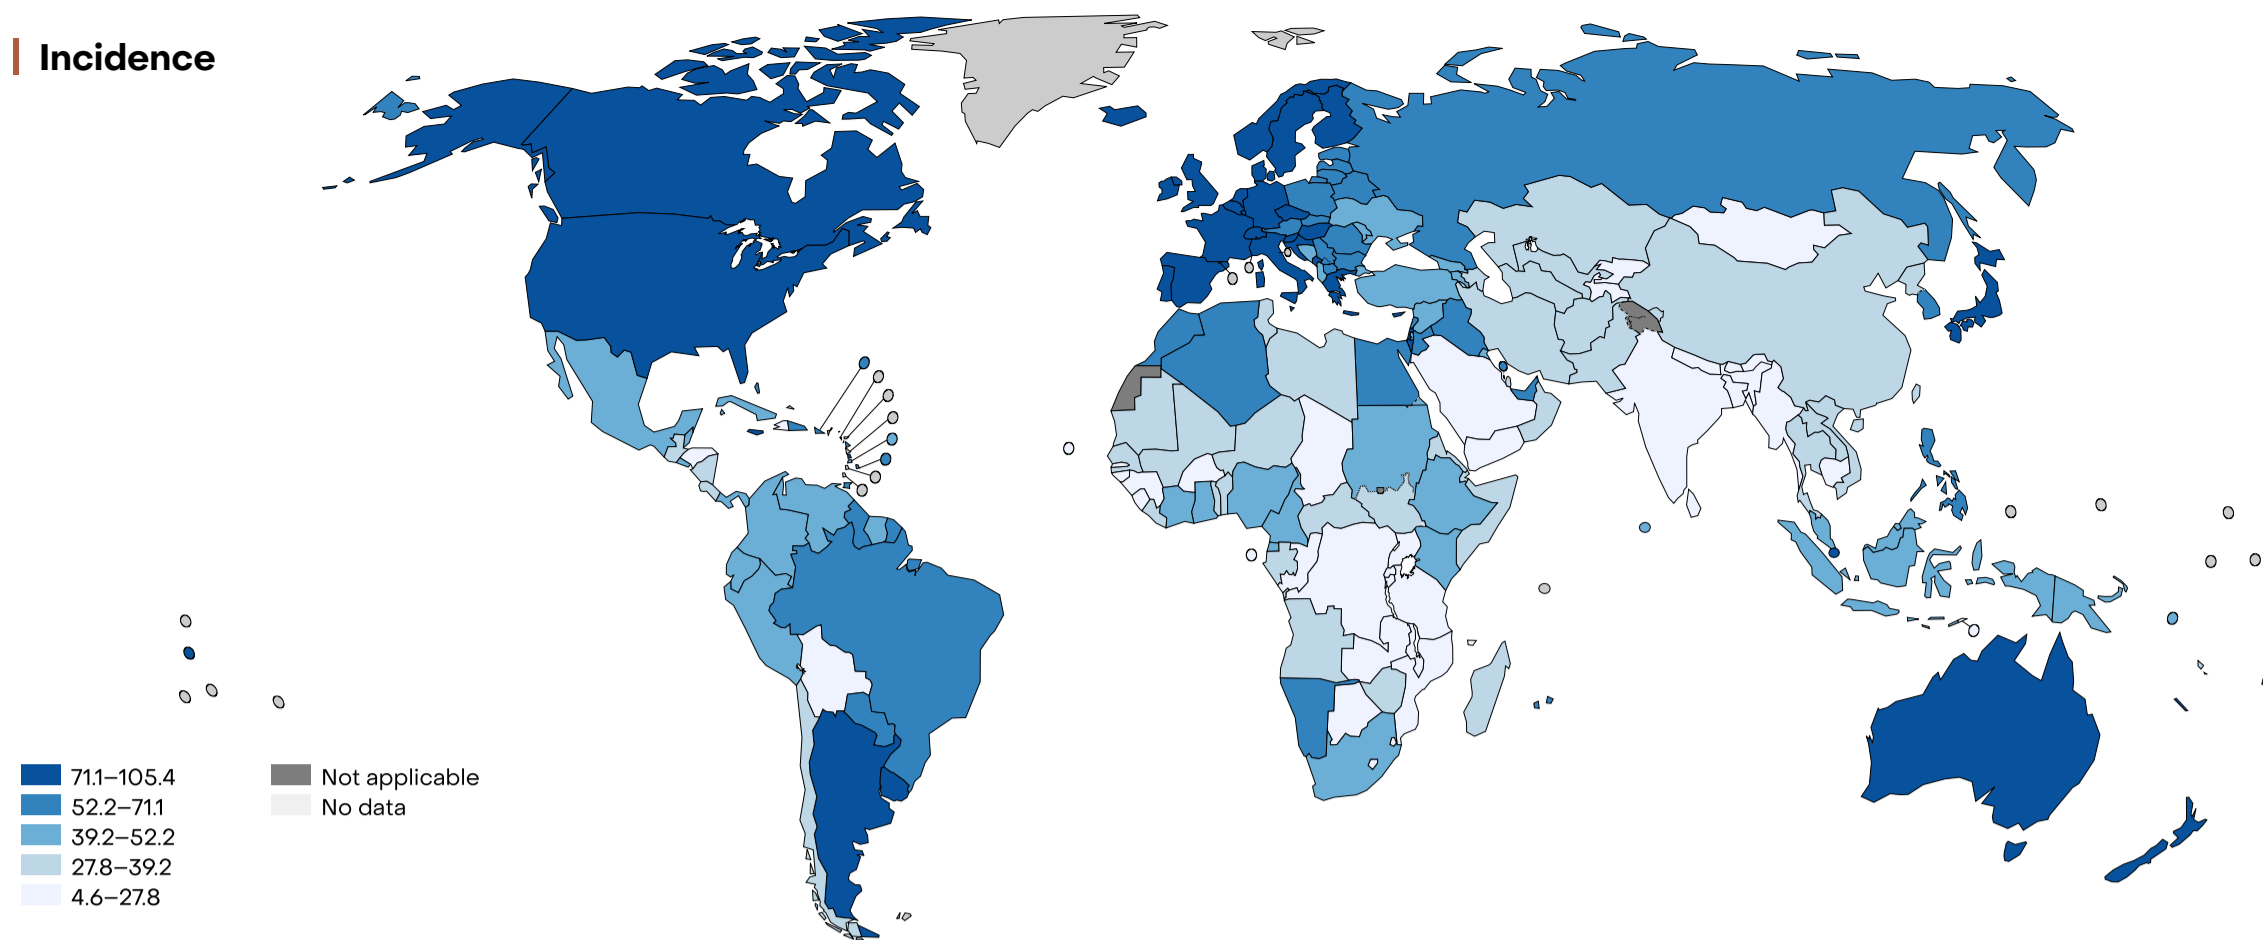 Incidence
71.1–105.4
52.2–71.1
39.2–52.2
27.8–39.2
4.6–27.8
Not applicable
No data